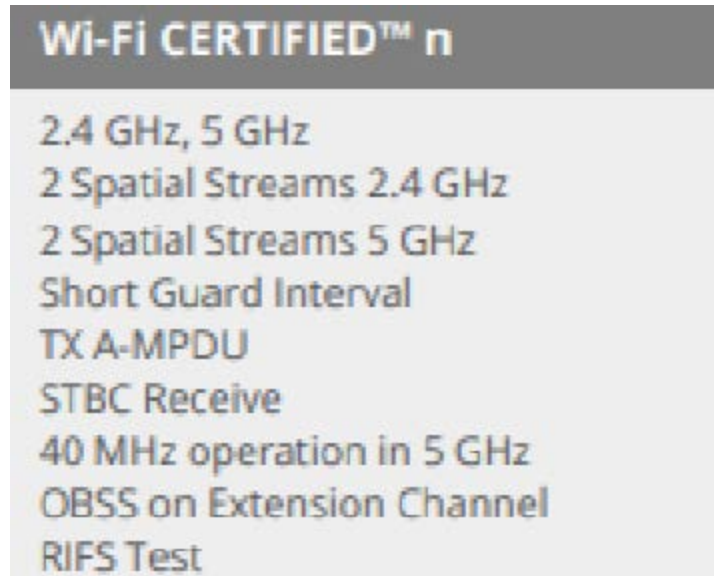 Wi-Fi CERTIFIED™ n
2.4 GHz, 5 GHz
2 Spatial Streams 2.4 GHz
2 Spatial Streams 5 GHz
Short Guard Interval
TX A-MPDU
STBC Receive
40 MHz operation in 5 GHz
OBSS on Extension Channel
RIFS Test